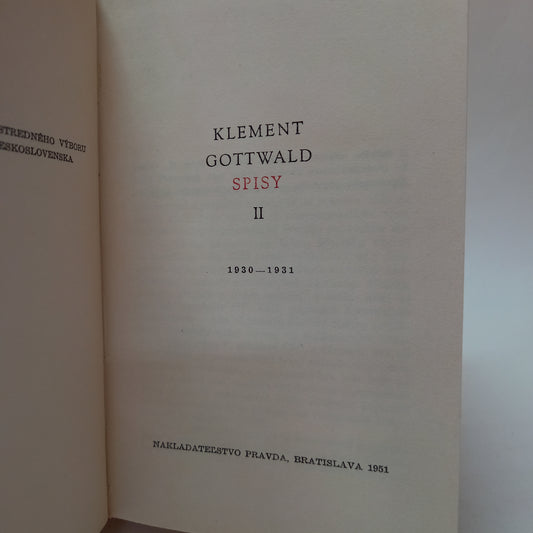 STREDNÉHO VÝBORU
ESKOSLOVENSKA
KLEMENT
GOTTWALD
SPISY
II
1930—1931
NAKLADATEĽSTVO PRAVDA, BRATISLAVA 1951